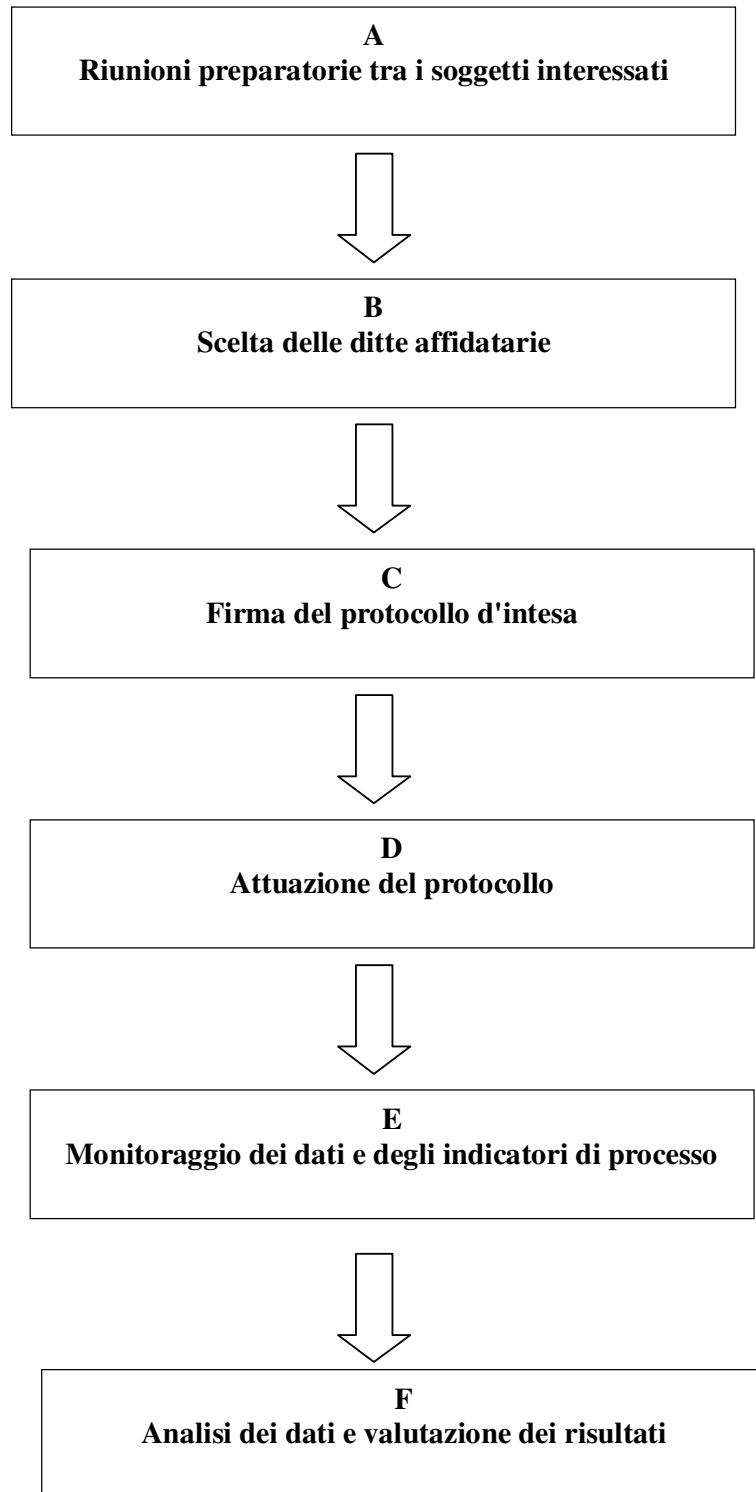 A
Riunioni preparatorie tra i soggetti interessati
B
Scelta delle ditte affidatarie
C
Firma del protocollo d'intesa
D
Attuazione del protocollo
E
Monitoraggio dei dati e degli indicatori di processo
F
Analisi dei dati e valutazione dei risultati